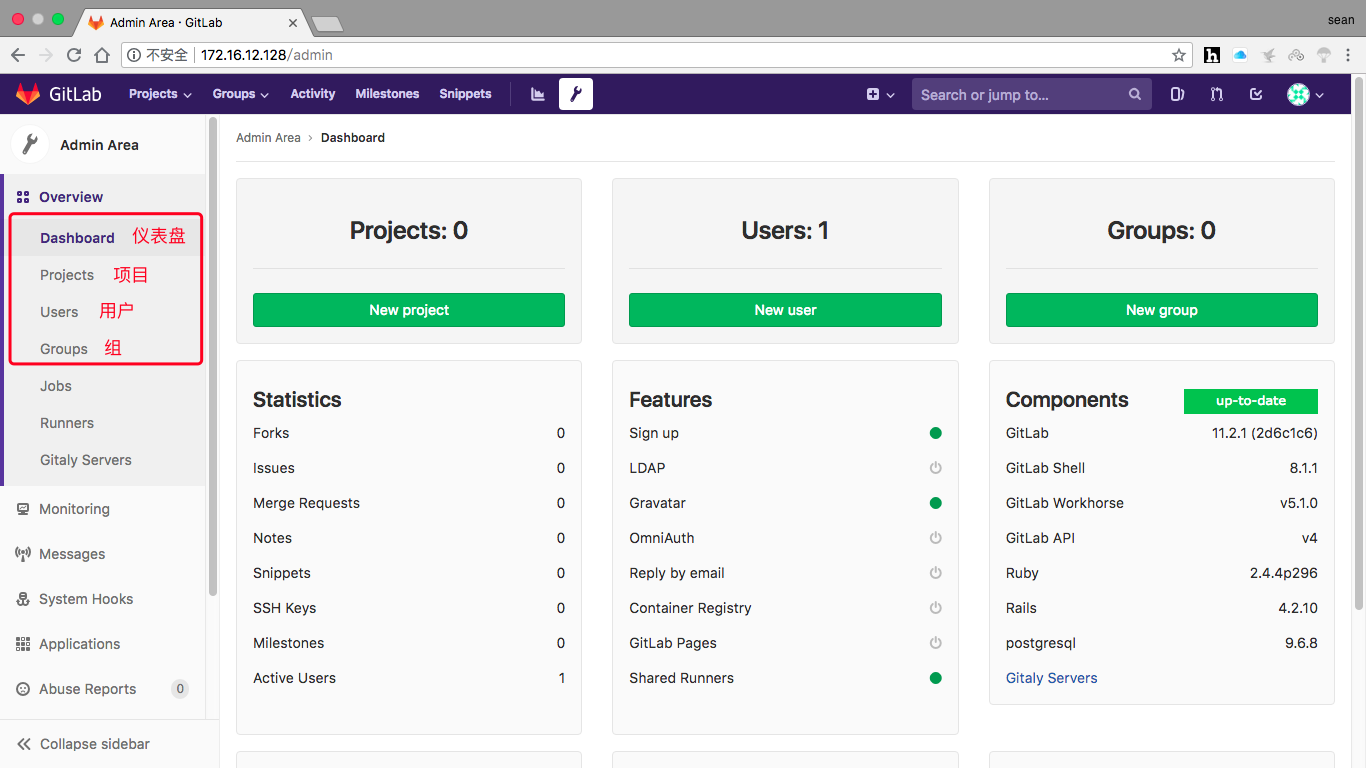 Admin Area · GitLab
sean
不安全 172.16.12.128/admin
GitLab Projects Groups Activity Milestones Snippets Search or jump to...
Admin Area
Admin Area › Dashboard
Overview
Dashboard 仪表盘
Projects 项目
Users 用户
Groups 组
Jobs
Runners
Gitaly Servers
Monitoring
Messages
System Hooks
Applications
Abuse Reports 0
Collapse sidebar
Projects: 0
New project
Users: 1
New user
Groups: 0
New group
Statistics
Forks 0
Issues 0
Merge Requests 0
Notes 0
Snippets 0
SSH Keys 0
Milestones 0
Active Users 1
Features
Sign up
LDAP
Gravatar
OmniAuth
Reply by email
Container Registry
GitLab Pages
Shared Runners
Components up-to-date
GitLab 11.2.1 (2d6c1c6)
GitLab Shell 8.1.1
GitLab Workhorse v5.1.0
GitLab API v4
Ruby 2.4.4p296
Rails 4.2.10
postgresql 9.6.8
Gitaly Servers